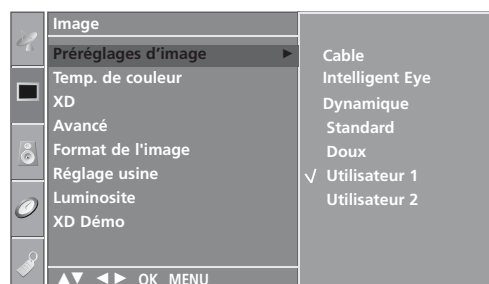 Image
Préréglages d'image ►
Temp. de couleur
XD
Avancé
Format de l'image
Réglage usine
Luminosite
XD Démo
▲▼ ◄► OK MENU
Cable
Intelligent Eye
Dynamique
Standard
Doux
√ Utilisateur 1
Utilisateur 2